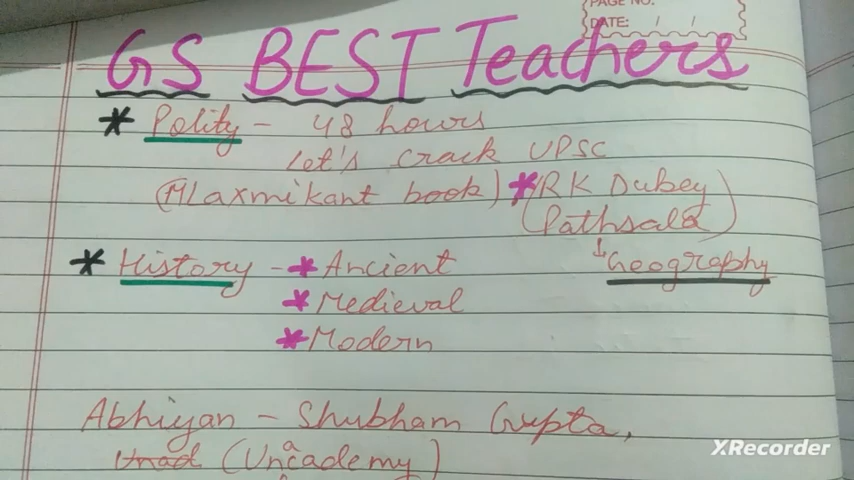 PAGE NO.
DATE: / /
GS BEST Teachers
* Polity - 48 hours
Let's crack UPSC
(MLaxmikant book) * (RK Dubey
(Pathsala)
↓ Geography
* History - * Ancient
* Medieval
* Modern
Abhiyan - Shubham Gupta,
Unad (Unacademy)
XRecorder